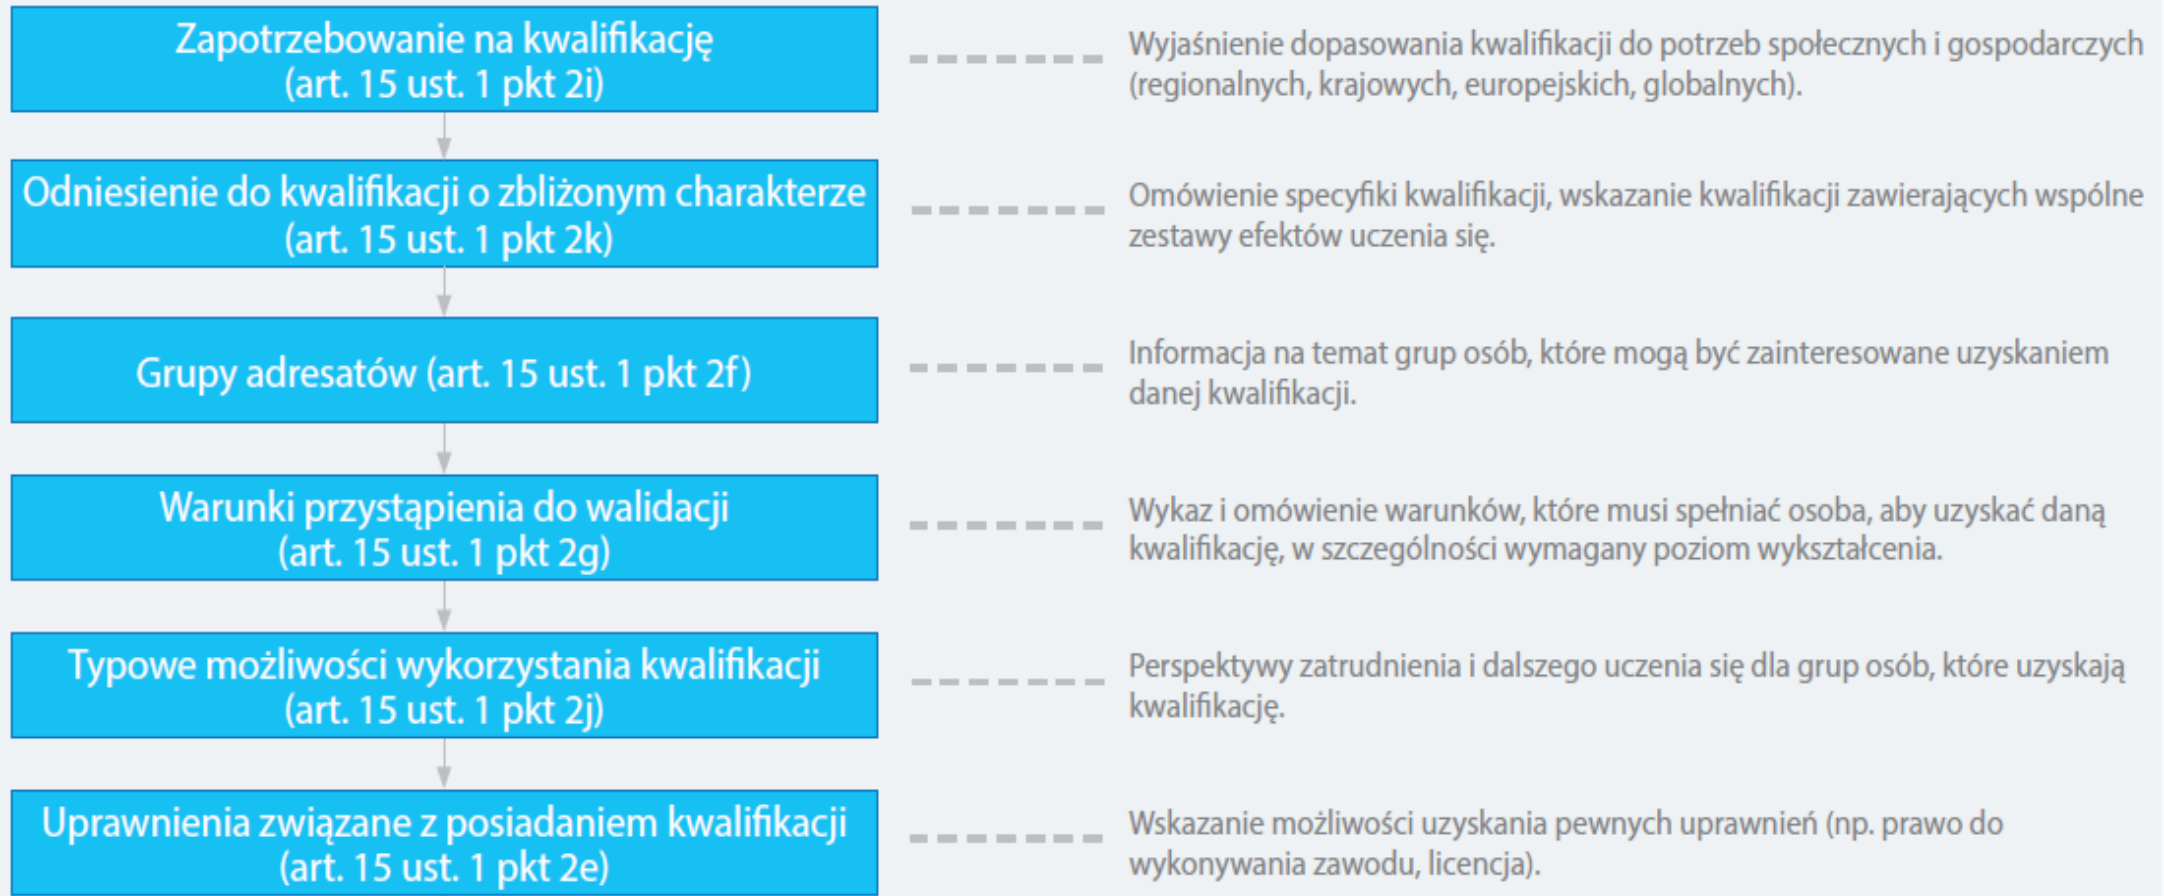 Zapotrzebowanie na kwalifikację
(art. 15 ust. 1 pkt 2i)
Wyjaśnienie dopasowania kwalifikacji do potrzeb społecznych i gospodarczych
(regionalnych, krajowych, europejskich, globalnych).
Odniesienie do kwalifikacji o zbliżonym charakterze
(art. 15 ust. 1 pkt 2k)
Omówienie specyfiki kwalifikacji, wskazanie kwalifikacji zawierających wspólne
zestawy efektów uczenia się.
Grupy adresatów (art. 15 ust. 1 pkt 2f)
Informacja na temat grup osób, które mogą być zainteresowane uzyskaniem
danej kwalifikacji.
Warunki przystąpienia do walidacji
(art. 15 ust. 1 pkt 2g)
Wykaz i omówienie warunków, które musi spełniać osoba, aby uzyskać daną
kwalifikację, w szczególności wymagany poziom wykształcenia.
Typowe możliwości wykorzystania kwalifikacji
(art. 15 ust. 1 pkt 2j)
Perspektywy zatrudnienia i dalszego uczenia się dla grup osób, które uzyskają
kwalifikację.
Uprawnienia związane z posiadaniem kwalifikacji
(art. 15 ust. 1 pkt 2e)
Wskazanie możliwości uzyskania pewnych uprawnień (np. prawo do
wykonywania zawodu, licencja).